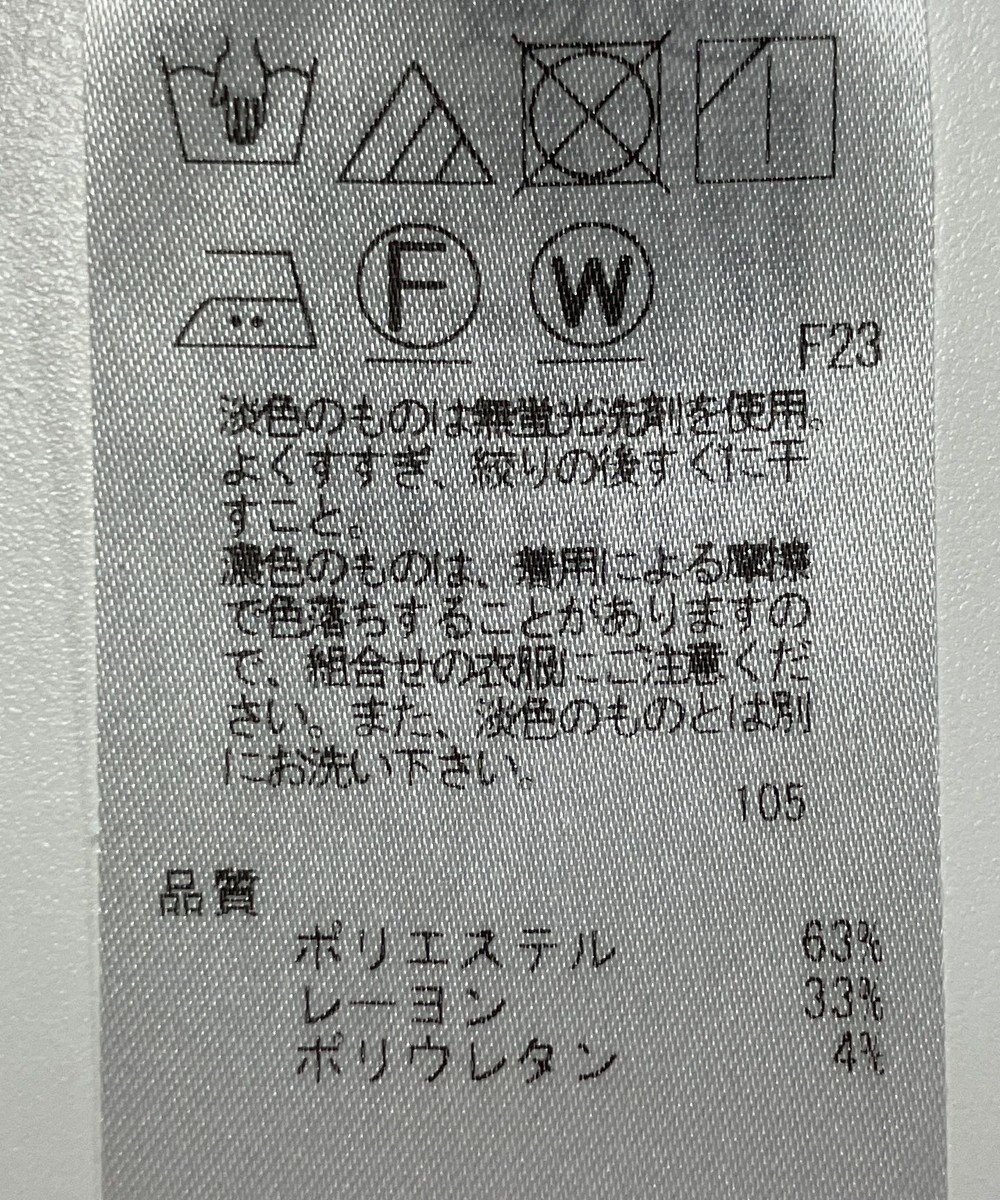 F W
F23
淡色のものは無蛍光洗剤を使用。
よくすすぎ、絞りの後すぐに干
すこと。
濃色のものは、着用による摩擦
で色落ちすることがありますの
で、組合せの衣服にご注意くだ
さい。また、淡色のものとは別
にお洗い下さい。
105
品質
ポリエステル 63%
レーヨン 33%
ポリウレタン 4%